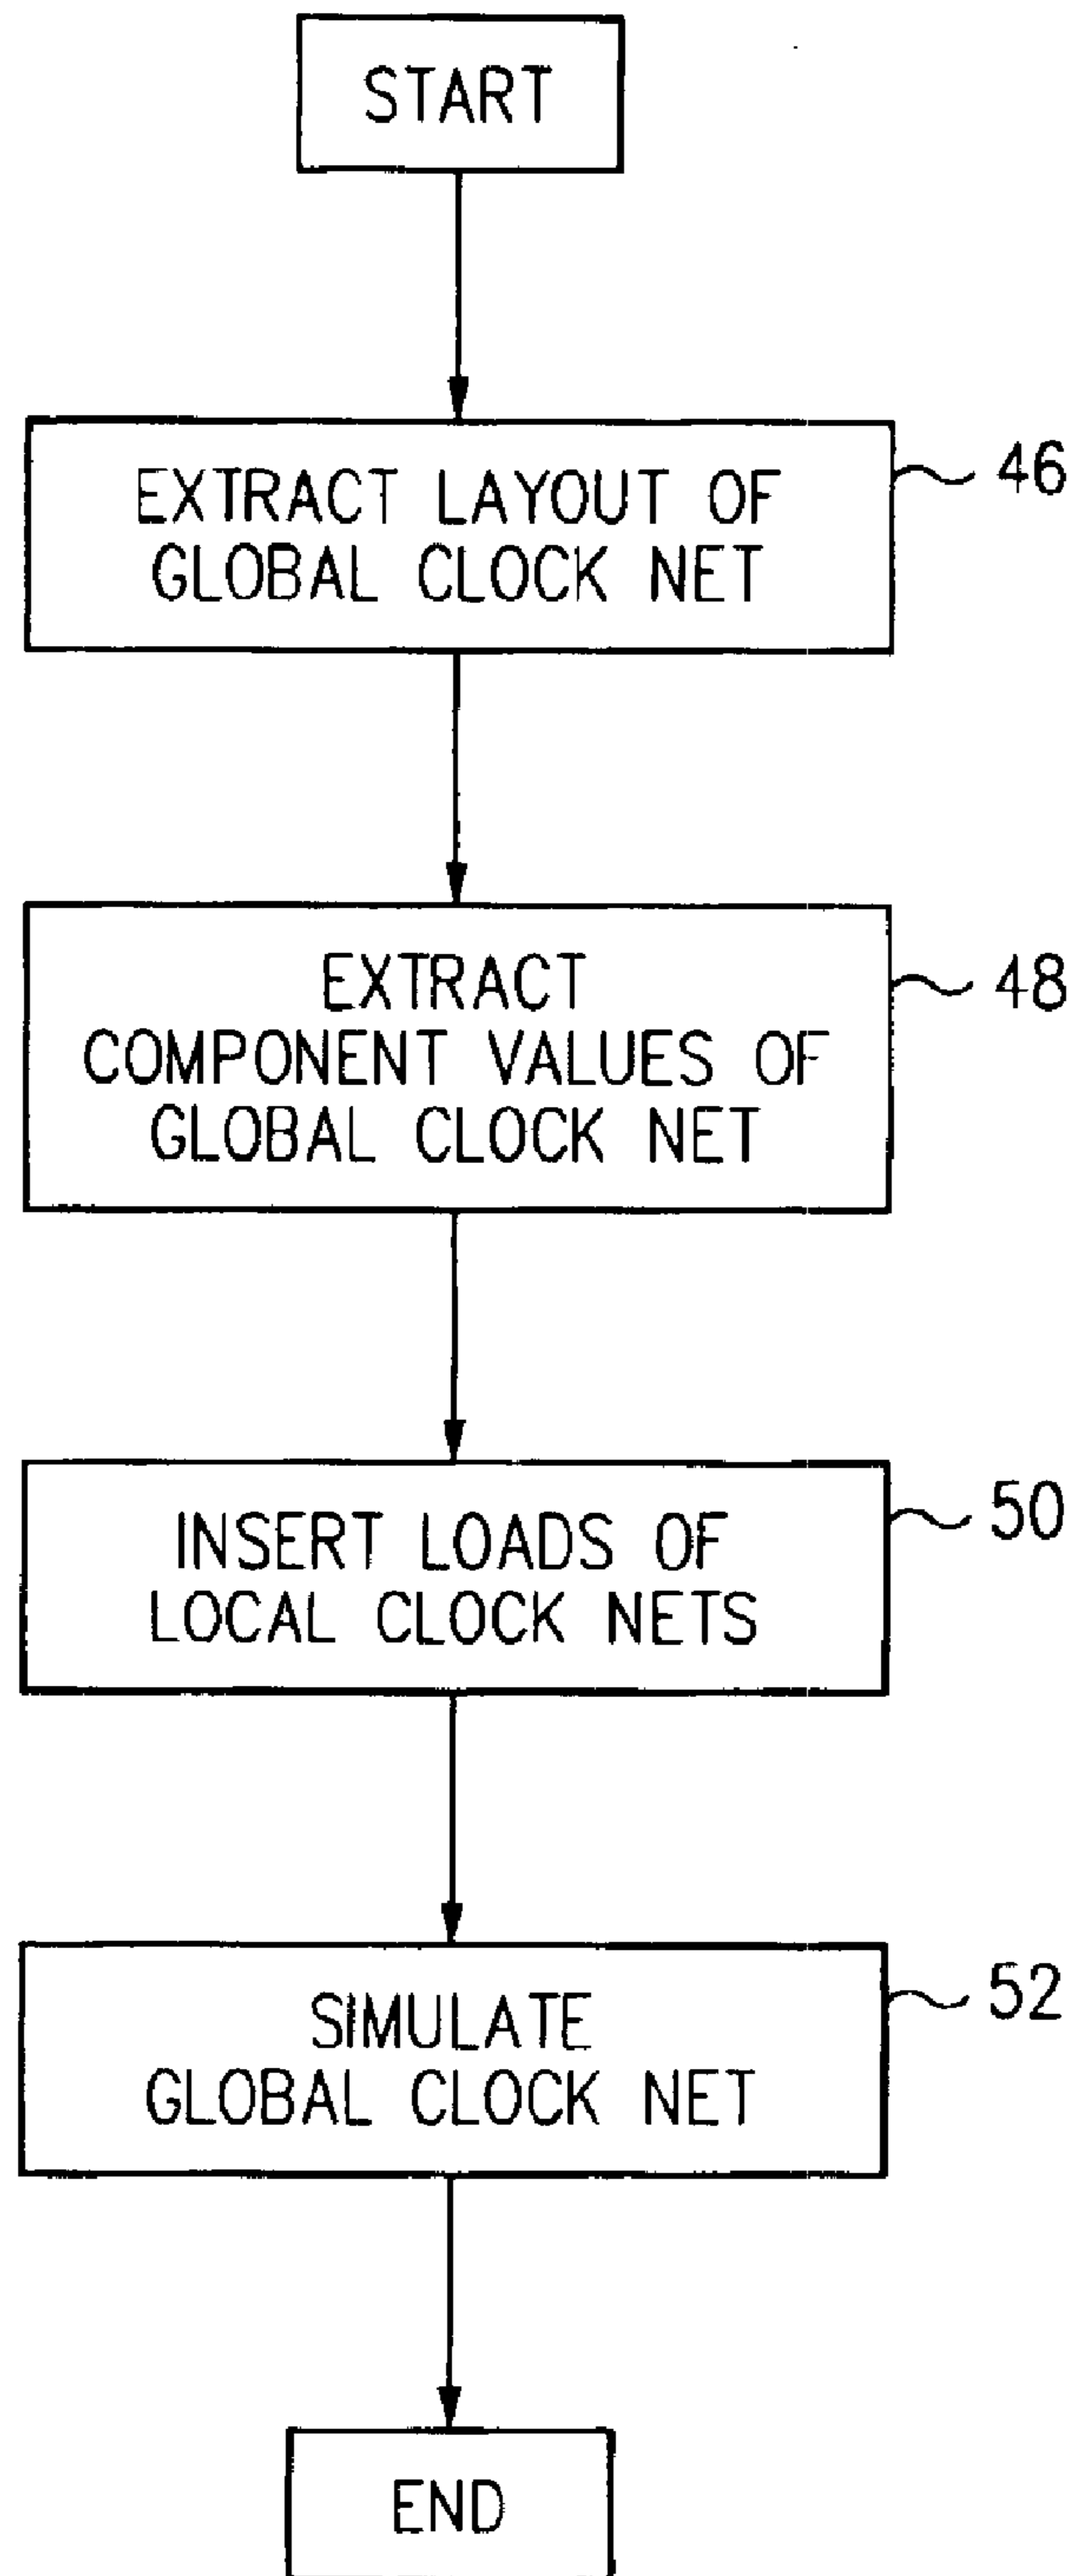 START
EXTRACT LAYOUT OF
GLOBAL CLOCK NET
46
EXTRACT
COMPONENT VALUES OF
GLOBAL CLOCK NET
48
INSERT LOADS OF
LOCAL CLOCK NETS
50
SIMULATE
GLOBAL CLOCK NET
52
END